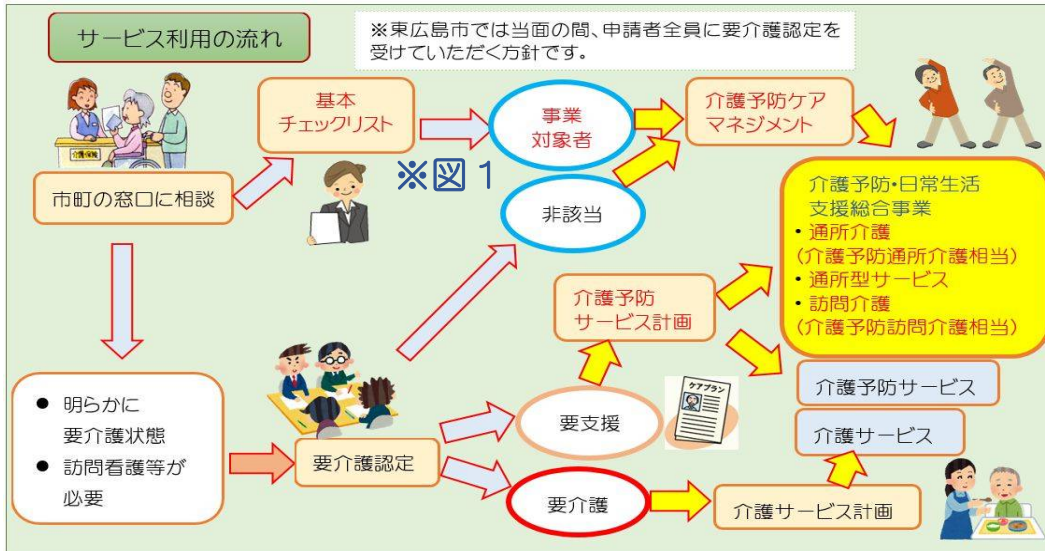 サービス利用の流れ
※東広島市では当面の間、申請者全員に要介護認定を
受けていただく方針です。
介護・保険
市町の窓口に相談
基本
チェックリスト
※図1
事業
対象者
非該当
介護予防ケア
マネジメント
介護予防・日常生活
支援総合事業
・通所介護
(介護予防通所介護相当)
・通所型サービス
・訪問介護
(介護予防訪問介護相当)
介護予防
サービス計画
介護予防サービス
介護サービス
● 明らかに
要介護状態
● 訪問看護等が
必要
要介護認定
要支援
ケアプラン
要介護
介護サービス計画